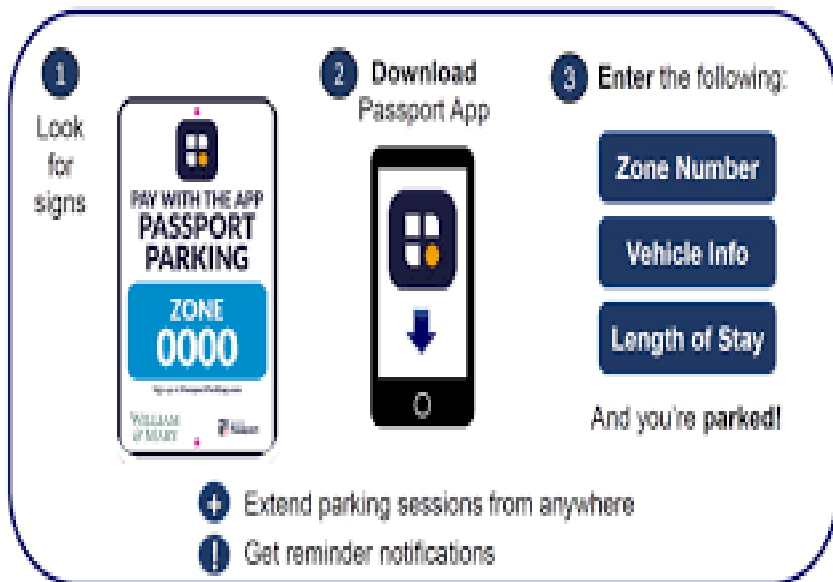 1
Look
for
signs
PAY WITH THE APP
PASSPORT
PARKING
ZONE
0000
WILLIAM
& MARY
2 Download
Passport App
3 Enter the following:
Zone Number
Vehicle Info
Length of Stay
And you're parked!
+ Extend parking sessions from anywhere
! Get reminder notifications